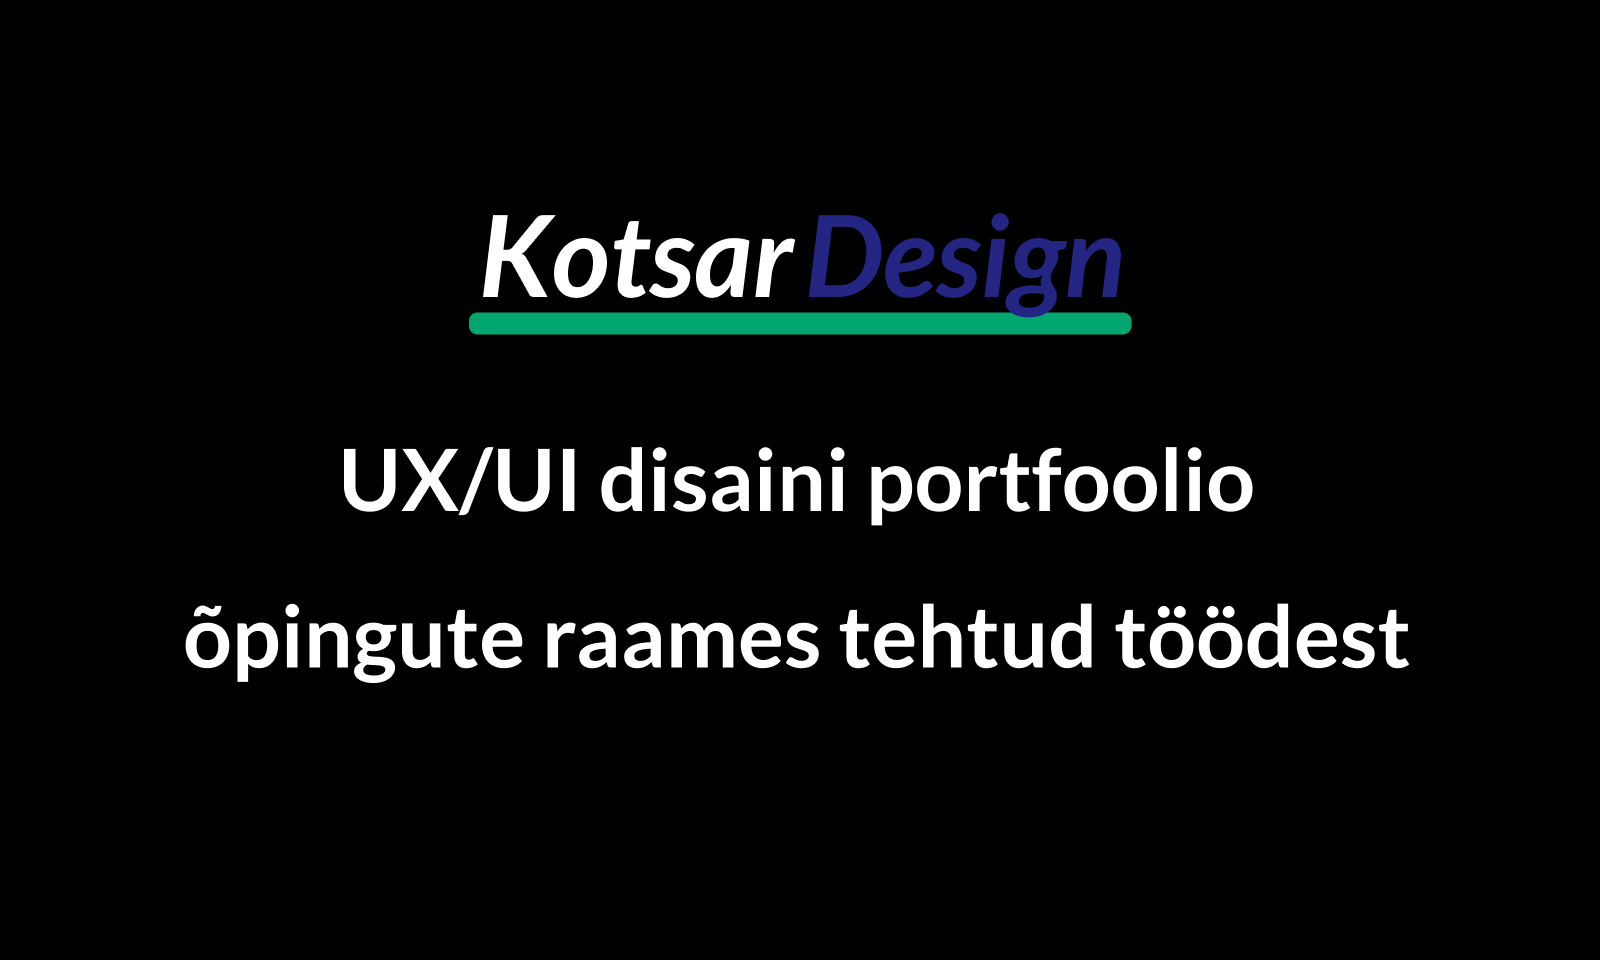 Kotsar Design
UX/UI disaini portfoolio
õpingute raames tehtud töödest